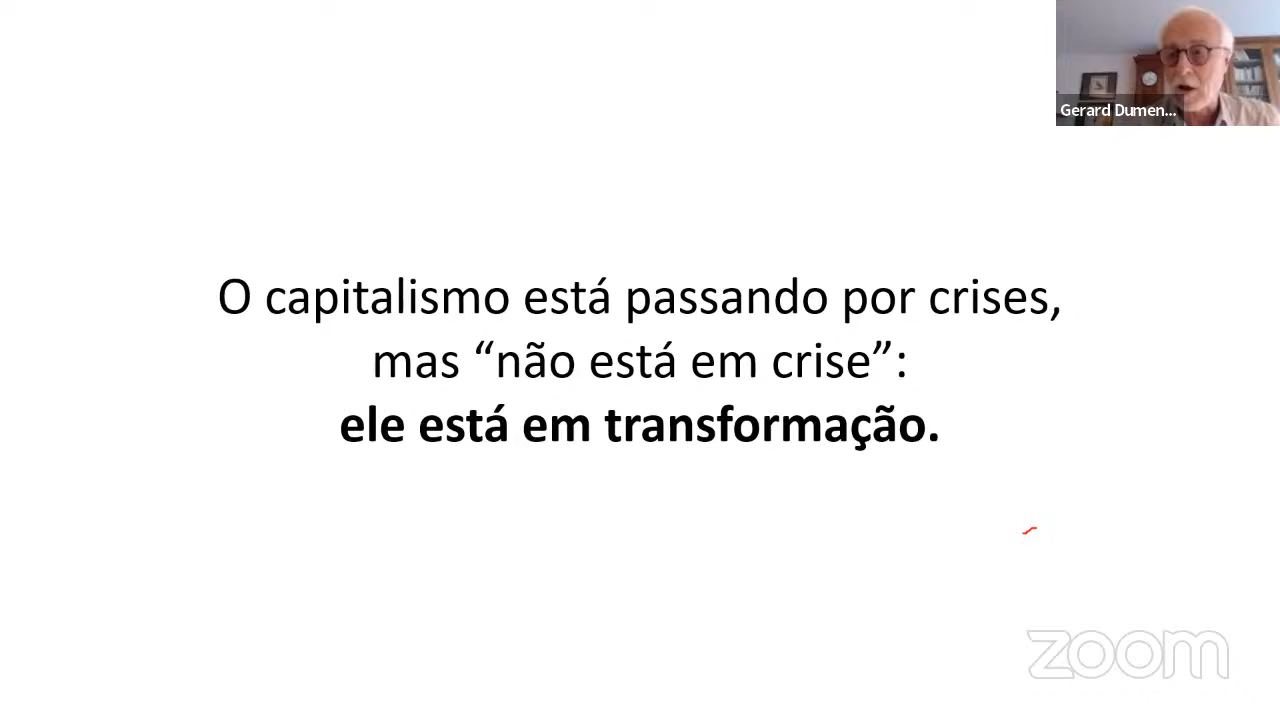 Gerard Dumen...
O capitalismo está passando por crises,
mas “não está em crise”:
ele está em transformação.
zoom